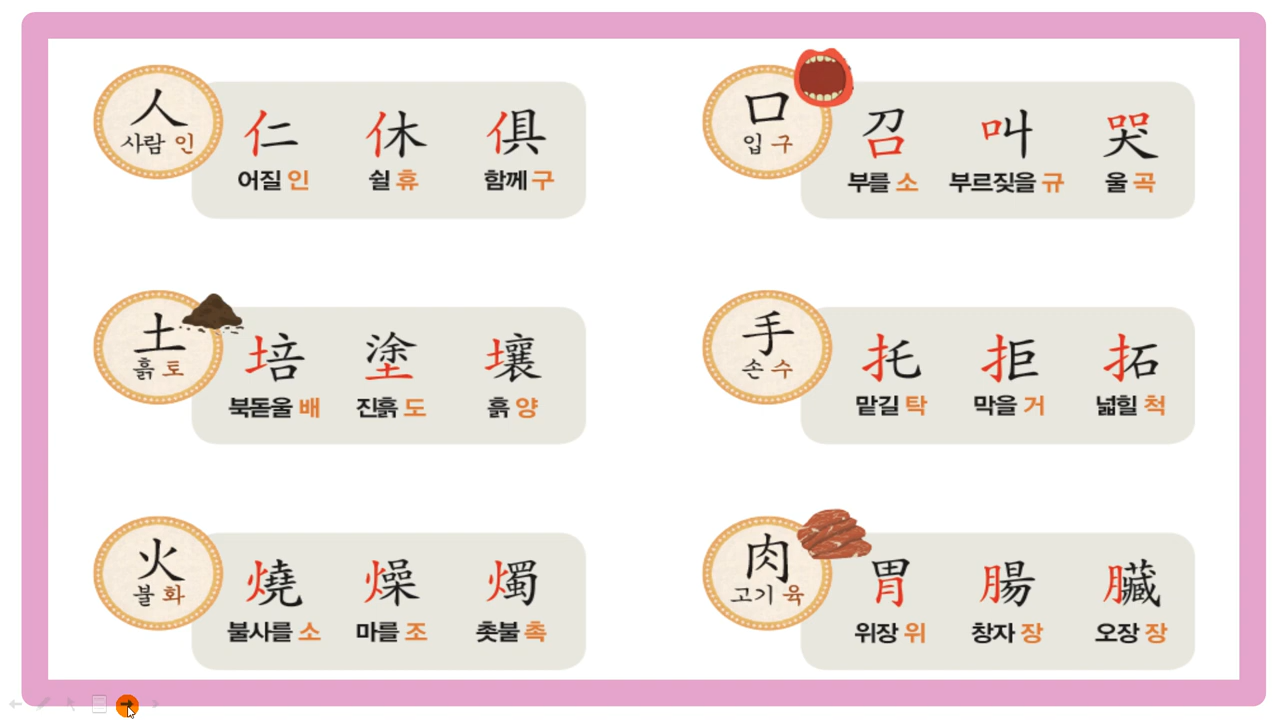 人
사람 인
仁 休 俱
어질 인 쉴 휴 함께 구
口
입 구
召 叫 哭
부를 소 부르짖을 규 울 곡
土
흙 토
培 塗 壤
북돋울 배 진흙 도 흙 양
手
손 수
托 拒 拓
맡길 탁 막을 거 넓힐 척
火
불 화
燒 燥 燭
불사를 소 마를 조 촛불 촉
肉
고기 육
胃 腸 臟
위장 위 창자 장 오장 장